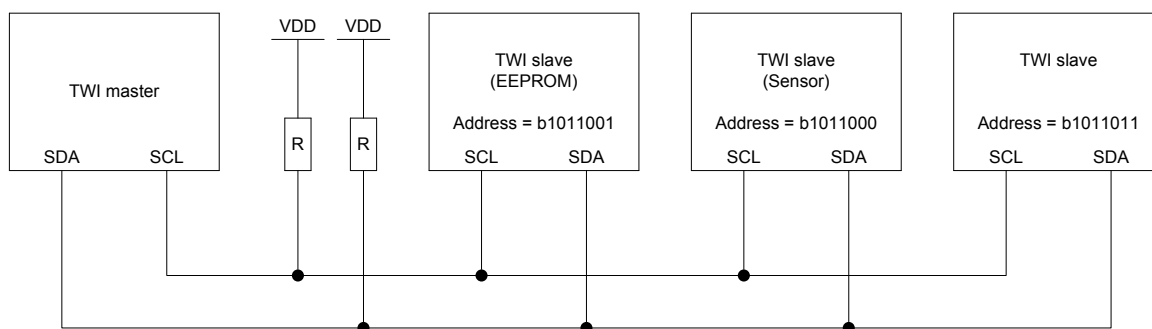 TWI master
SDA
SCL
VDD
VDD
R
R
TWI slave
(EEPROM)
Address = b1011001
SCL
SDA
TWI slave
(Sensor)
Address = b1011000
SCL
SDA
TWI slave
Address = b1011011
SCL
SDA